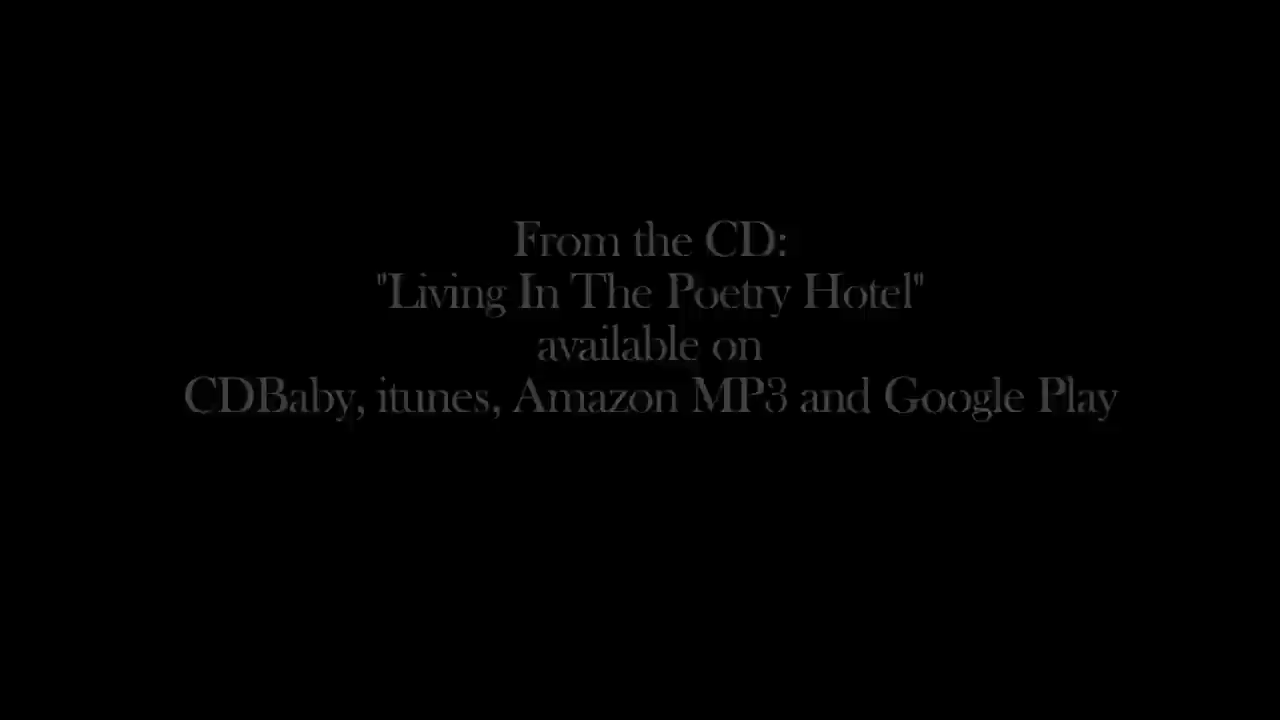 From the CD:
"Living In The Poetry Hotel"
available on
CDBaby, itunes, Amazon MP3 and Google Play